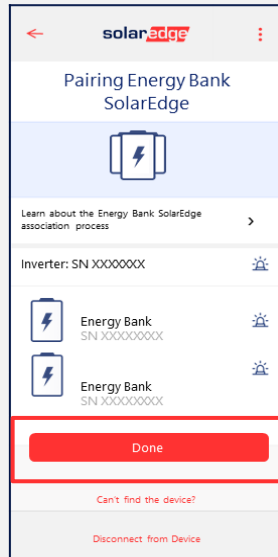 solaredge
Pairing Energy Bank
SolarEdge
Learn about the Energy Bank SolarEdge
association process
Inverter: SN XXXXXXX
Energy Bank
SN XXXXXXXX
Energy Bank
SN XXXXXXXX
Done
Can't find the device?
Disconnect from Device